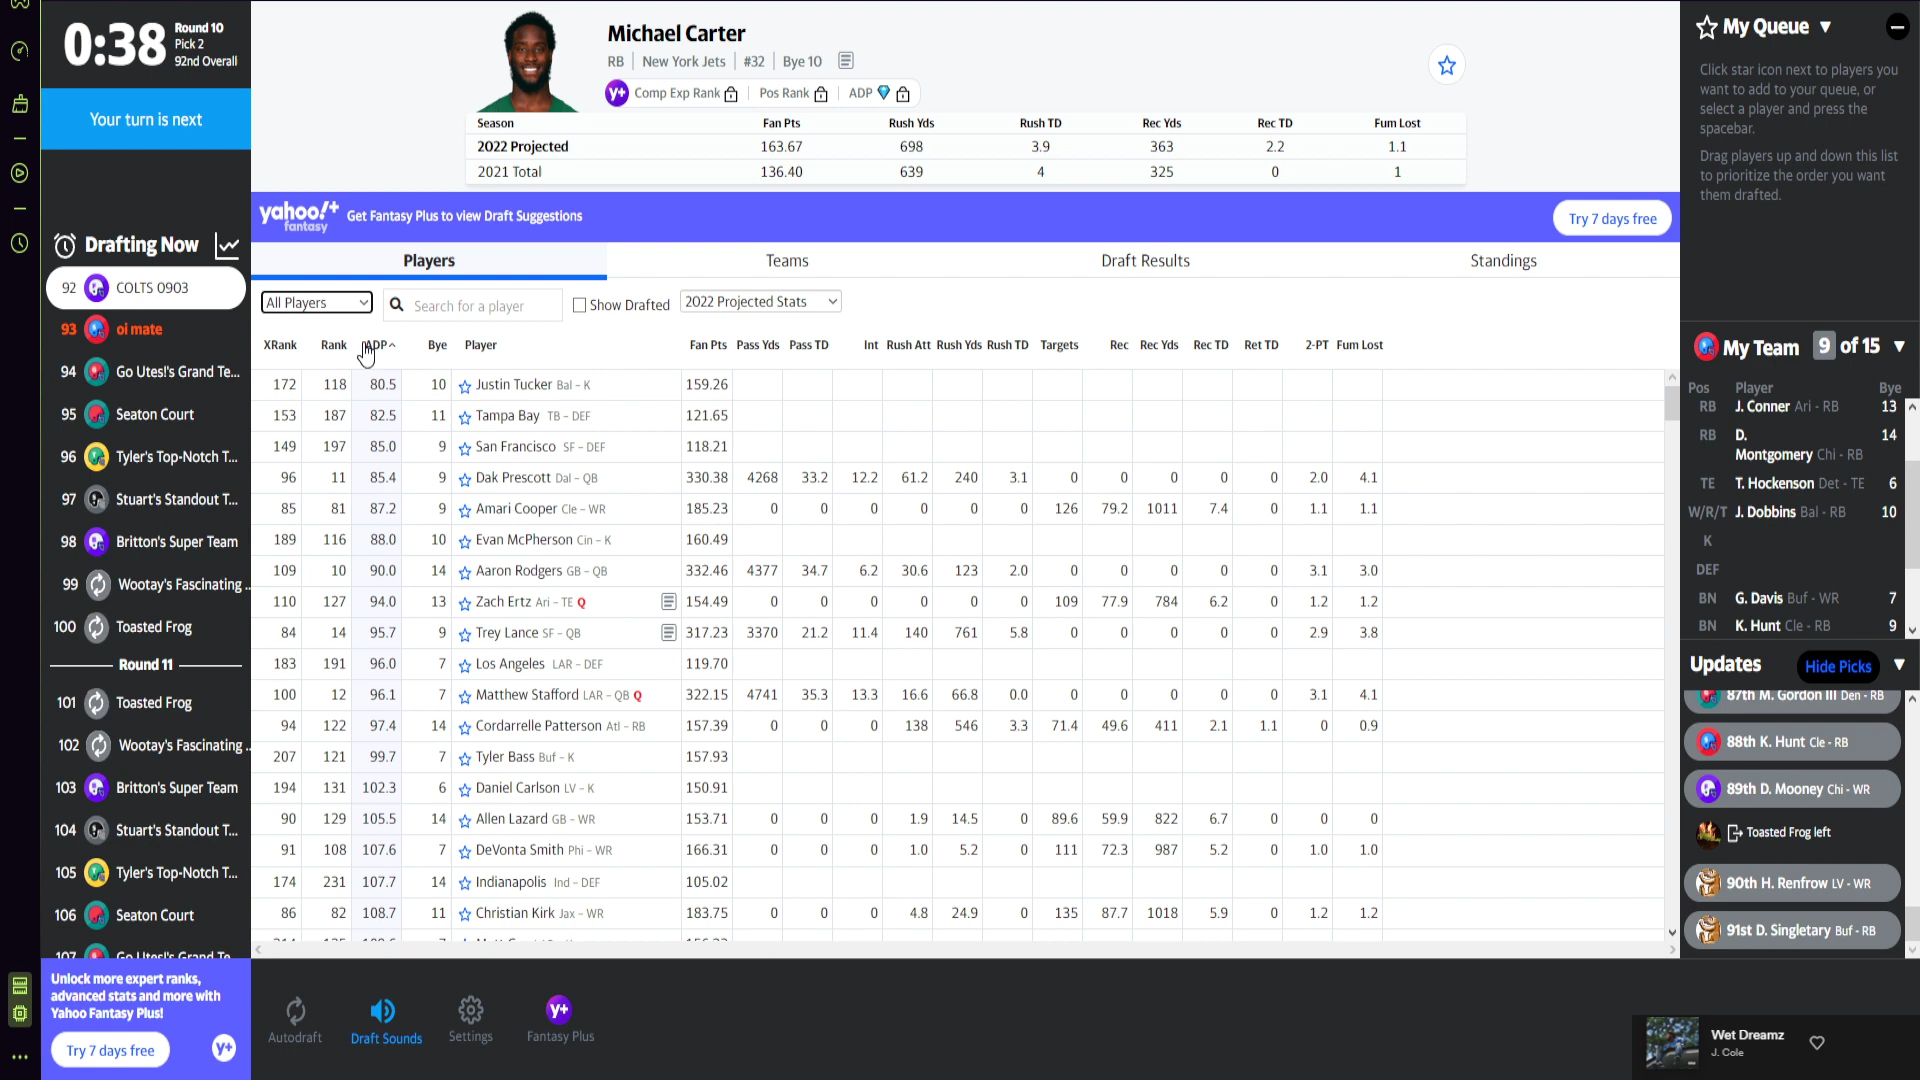 0:38
Round 10
Pick 2
92nd Overall
Your turn is next
Drafting Now
92 COLTS 0903
93 oi mate
94 Go Utes!'s Grand Te...
95 Seaton Court
96 Tyler's Top-Notch T...
97 Stuart's Standout T...
98 Britton's Super Team
99 Wootay's Fascinating ..
100 Toasted Frog
Round 11
101 Toasted Frog
102 Wootay's Fascinating ..
103 Britton's Super Team
104 Stuart's Standout T...
105 Tyler's Top-Notch T...
106 Seaton Court
107 Go Utes!'s Grand Te...
Unlock more expert ranks,
advanced stats and more with
Yahoo Fantasy Plus!
Try 7 days free y+
Michael Carter
RB New York Jets #32 Bye 10
y+ Comp Exp Rank Pos Rank ADP
Season Fan Pts Rush Yds Rush TD Rec Yds Rec TD Fum Lost
2022 Projected 163.67 698 3.9 363 2.2 1.1
2021 Total 136.40 639 4 325 0 1
yahoo!+ fantasy Get Fantasy Plus to view Draft Suggestions Try 7 days free
Players Teams Draft Results Standings
All Players Search for a player Show Drafted 2022 Projected Stats
XRank Rank ADP Bye Player Fan Pts Pass Yds Pass TD Int Rush Att Rush Yds Rush TD Targets Rec Rec Yds Rec TD Ret TD 2-PT Fum Lost
172 118 80.5 10 Justin Tucker Bal - K 159.26
153 187 82.5 11 Tampa Bay TB - DEF 121.65
149 197 85.0 9 San Francisco SF - DEF 118.21
96 11 85.4 9 Dak Prescott Dal - QB 330.38 4268 33.2 12.2 61.2 240 3.1 0 0 0 0 0 2.0 4.1
85 81 87.2 9 Amari Cooper Cle - WR 185.23 0 0 0 0 0 0 126 79.2 1011 7.4 0 1.1 1.1
189 116 88.0 10 Evan McPherson Cin - K 160.49
109 10 90.0 14 Aaron Rodgers GB - QB 332.46 4377 34.7 6.2 30.6 123 2.0 0 0 0 0 0 3.1 3.0
110 127 94.0 13 Zach Ertz Ari - TE Q 154.49 0 0 0 0 0 0 109 77.9 784 6.2 0 1.2 1.2
84 14 95.7 9 Trey Lance SF - QB 317.23 3370 21.2 11.4 140 761 5.8 0 0 0 0 0 2.9 3.8
183 191 96.0 7 Los Angeles LAR - DEF 119.70
100 12 96.1 7 Matthew Stafford LAR - QB Q 322.15 4741 35.3 13.3 16.6 66.8 0.0 0 0 0 0 0 3.1 4.1
94 122 97.4 14 Cordarrelle Patterson Atl - RB 157.39 0 0 0 138 546 3.3 71.4 49.6 411 2.1 1.1 0 0.9
207 121 99.7 7 Tyler Bass Buf - K 157.93
194 131 102.3 6 Daniel Carlson LV - K 150.91
90 129 105.5 14 Allen Lazard GB - WR 153.71 0 0 0 1.9 14.5 0 89.6 59.9 822 6.7 0 0 0
91 108 107.6 7 DeVonta Smith Phi - WR 166.31 0 0 0 1.0 5.2 0 111 72.3 987 5.2 0 1.0 1.0
174 231 107.7 14 Indianapolis Ind - DEF 105.02
86 82 108.7 11 Christian Kirk Jax - WR 183.75 0 0 0 4.8 24.9 0 135 87.7 1018 5.9 0 1.2 1.2
Autodraft Draft Sounds Settings y+ Fantasy Plus
My Queue
Click star icon next to players you
want to add to your queue, or
select a player and press the
spacebar.
Drag players up and down this list
to prioritize the order you want
them drafted.
My Team 9 of 15
Pos Player Bye
RB J. Conner Ari - RB 13
RB D. Montgomery Chi - RB 14
TE T. Hockenson Det - TE 6
W/R/T J. Dobbins Bal - RB 10
K
DEF
BN G. Davis Buf - WR 7
BN K. Hunt Cle - RB 9
Updates Hide Picks
87th M. Gordon III Den - RB
88th K. Hunt Cle - RB
89th D. Mooney Chi - WR
Toasted Frog left
90th H. Renfrow LV - WR
91st D. Singletary Buf - RB
Wet Dreamz
J. Cole